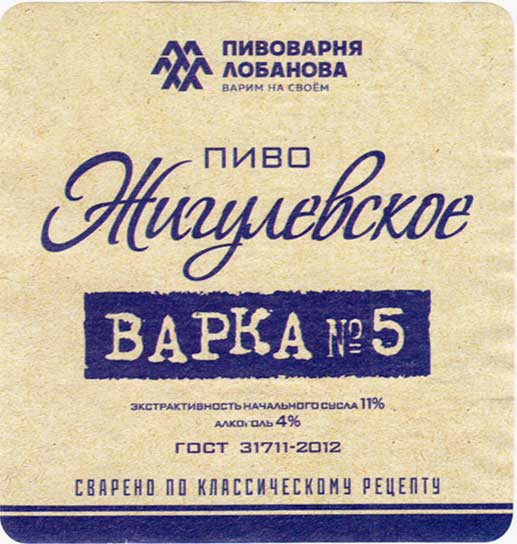 ПИВОВАРНЯ
ЛОБАНОВА
ВАРИМ НА СВОЁМ
ПИВО
Жигулевское
ВАРКА №5
ЭКСТРАКТИВНОСТЬ НАЧАЛЬНОГО СУСЛА 11%
АЛКОГОЛЬ 4%
ГОСТ 31711-2012
СВАРЕНО ПО КЛАССИЧЕСКОМУ РЕЦЕПТУ